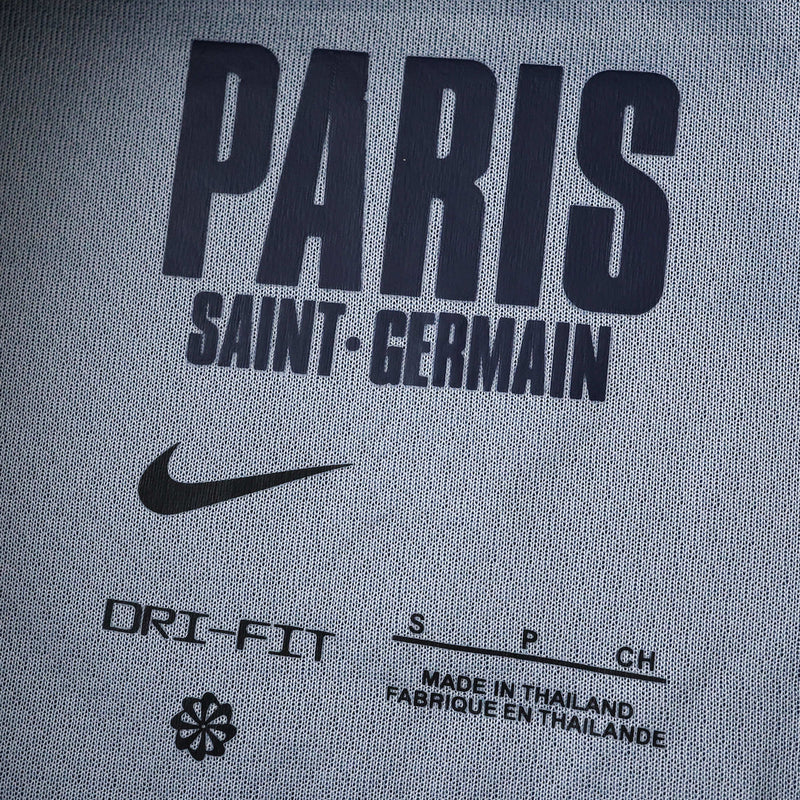 PARIS
SAINT·GERMAIN
DRI-FIT
S P CH
MADE IN THAILAND
FABRIQUE EN THAILANDE